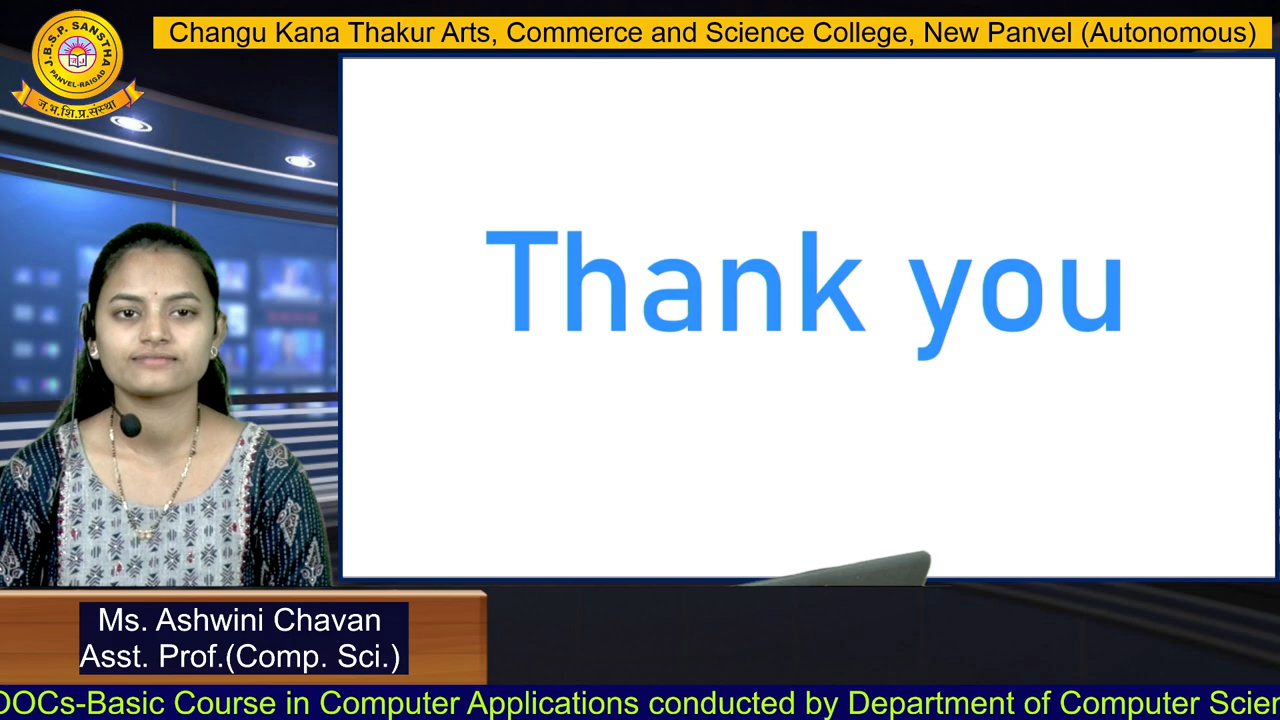 J.B.S.P. SANSTHA
PANVEL-RAIGAD
ज.भ.शि.प्र.संस्था
Changu Kana Thakur Arts, Commerce and Science College, New Panvel (Autonomous)
Thank you
Ms. Ashwini Chavan
Asst. Prof.(Comp. Sci.)
OOCs-Basic Course in Computer Applications conducted by Department of Computer Scien